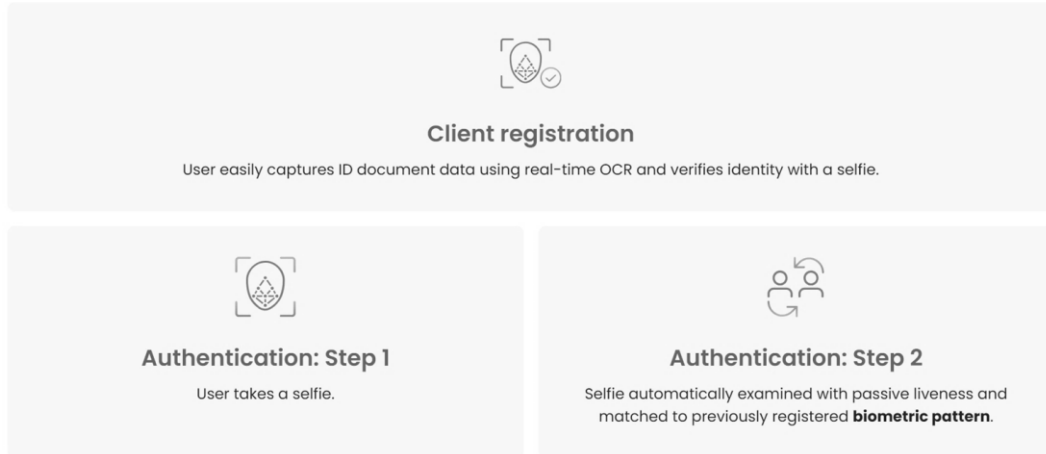 Client registration
User easily captures ID document data using real-time OCR and verifies identity with a selfie.
Authentication: Step 1
User takes a selfie.
Authentication: Step 2
Selfie automatically examined with passive liveness and
matched to previously registered biometric pattern.